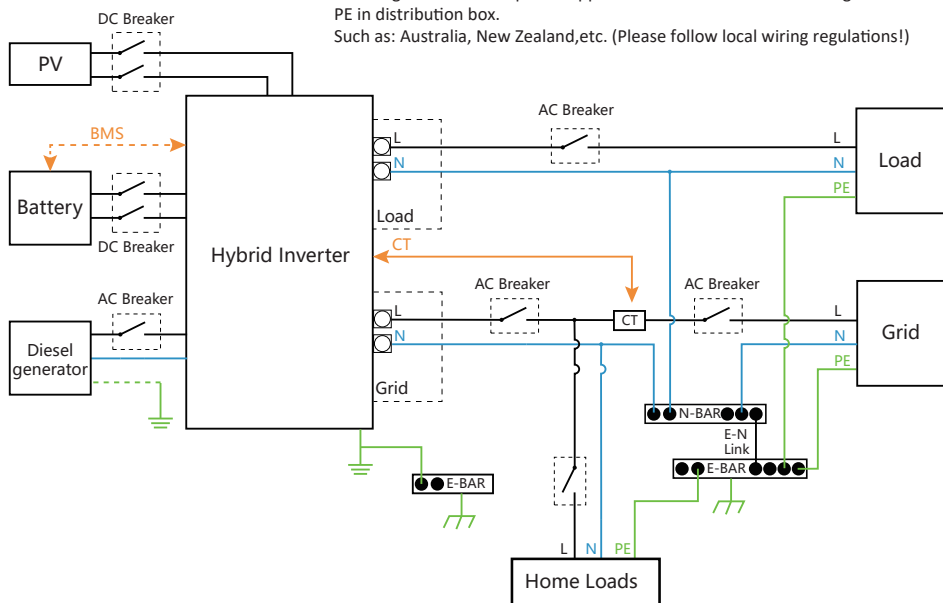 PE in distribution box.
Such as: Australia, New Zealand,etc. (Please follow local wiring regulations!)
DC Breaker
PV
BMS
Battery
DC Breaker
AC Breaker
Diesel
generator
Hybrid Inverter
L
N
Load
CT
L
N
Grid
AC Breaker
L
N
PE
Load
AC Breaker
CT
AC Breaker
L
N
PE
Grid
N-BAR
E-N
Link
E-BAR
E-BAR
L
N
PE
Home Loads